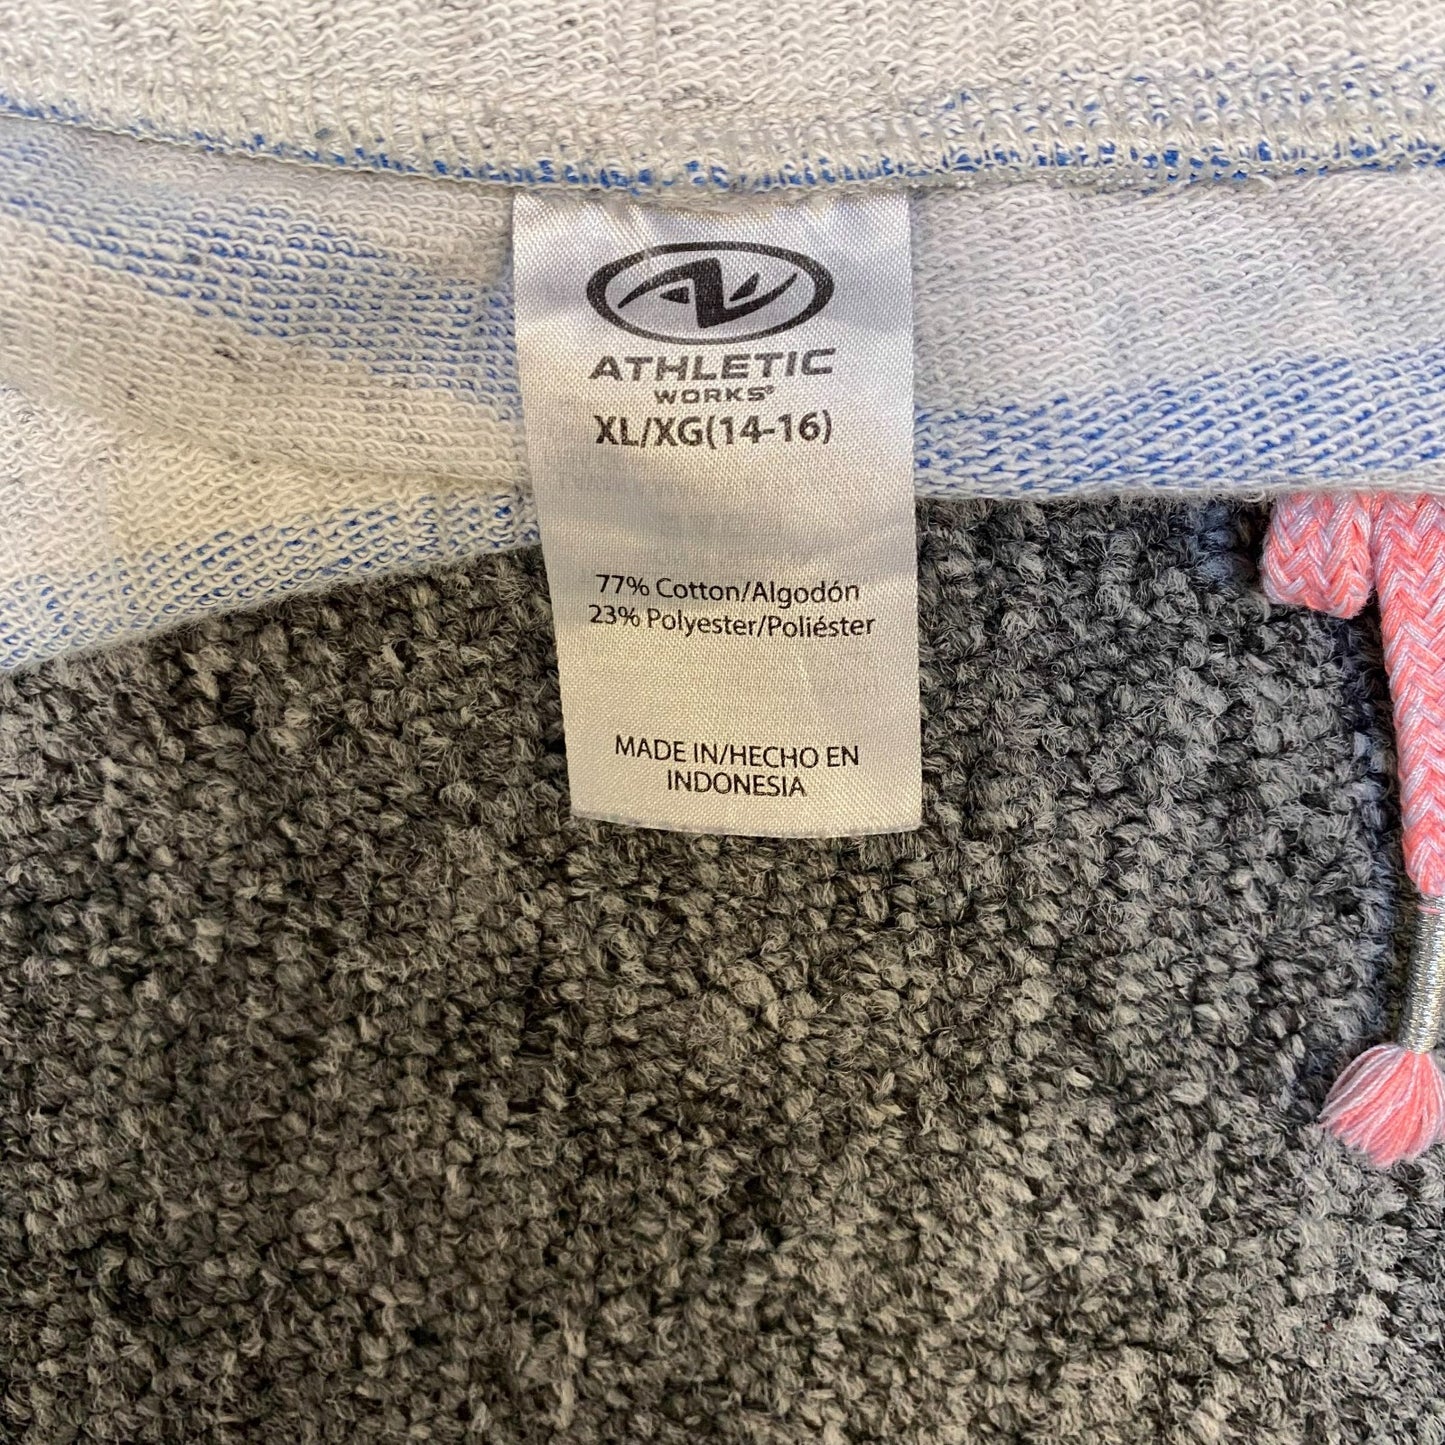 ATHLETIC
WORKS®
XL/XG(14-16)
77% Cotton/Algodón
23% Polyester/Poliéster
MADE IN/HECHO EN
INDONESIA